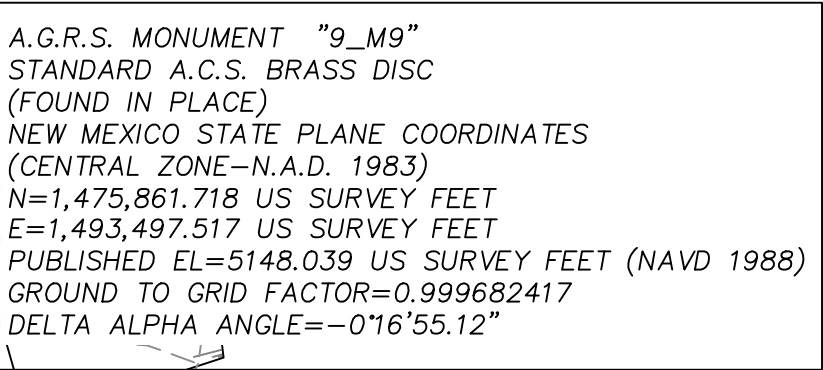 A.G.R.S. MONUMENT "9_M9"
STANDARD A.C.S. BRASS DISC
(FOUND IN PLACE)
NEW MEXICO STATE PLANE COORDINATES
(CENTRAL ZONE-N.A.D. 1983)
N=1,475,861.718 US SURVEY FEET
E=1,493,497.517 US SURVEY FEET
PUBLISHED EL=5148.039 US SURVEY FEET (NAVD 1988)
GROUND TO GRID FACTOR=0.999682417
DELTA ALPHA ANGLE=-0°16'55.12"